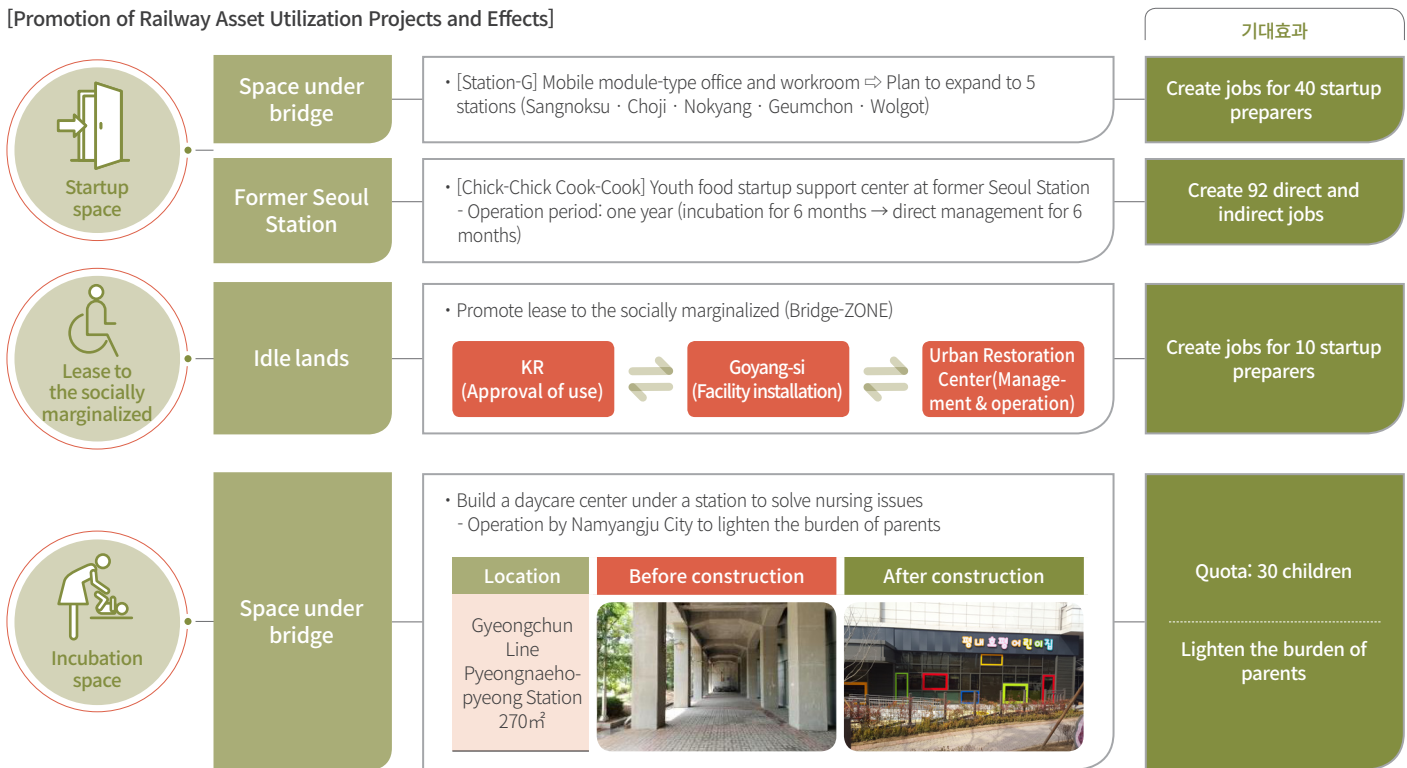 [Promotion of Railway Asset Utilization Projects and Effects]
기대효과
Startup
space
Space under
bridge
· [Station-G] Mobile module-type office and workroom ⇨ Plan to expand to 5
stations (Sangnoksu · Choji · Nokyang · Geumchon · Wolgot)
Create jobs for 40 startup
preparers
Former Seoul
Station
· [Chick-Chick Cook-Cook] Youth food startup support center at former Seoul Station
- Operation period: one year (incubation for 6 months → direct management for 6
months)
Create 92 direct and
indirect jobs
Lease to
the socially
marginalized
Idle lands
· Promote lease to the socially marginalized (Bridge-ZONE)
KR
(Approval of use)
Goyang-si
(Facility installation)
Urban Restoration
Center(Manage-
ment & operation)
Create jobs for 10 startup
preparers
Incubation
space
Space under
bridge
· Build a daycare center under a station to solve nursing issues
- Operation by Namyangju City to lighten the burden of parents
Location
Before construction
After construction
Gyeongchun
Line
Pyeongnaeho-
pyeong Station
270㎡
평내호평어린이집
Quota: 30 children
Lighten the burden of
parents